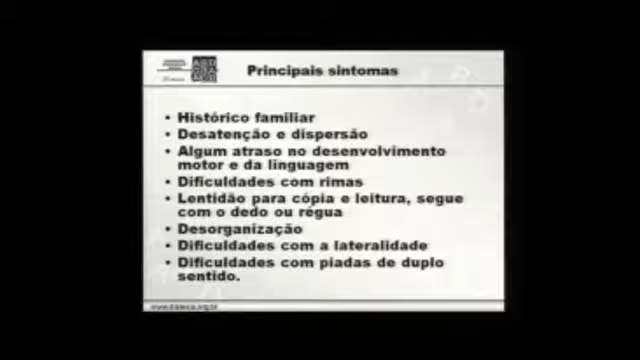 Principais sintomas
• Histórico familiar
• Desatenção e dispersão
• Algum atraso no desenvolvimento
motor e da linguagem
• Dificuldades com rimas
• Lentidão para cópia e leitura, segue
com o dedo ou régua
• Desorganização
• Dificuldades com a lateralidade
• Dificuldades com piadas de duplo
sentido.